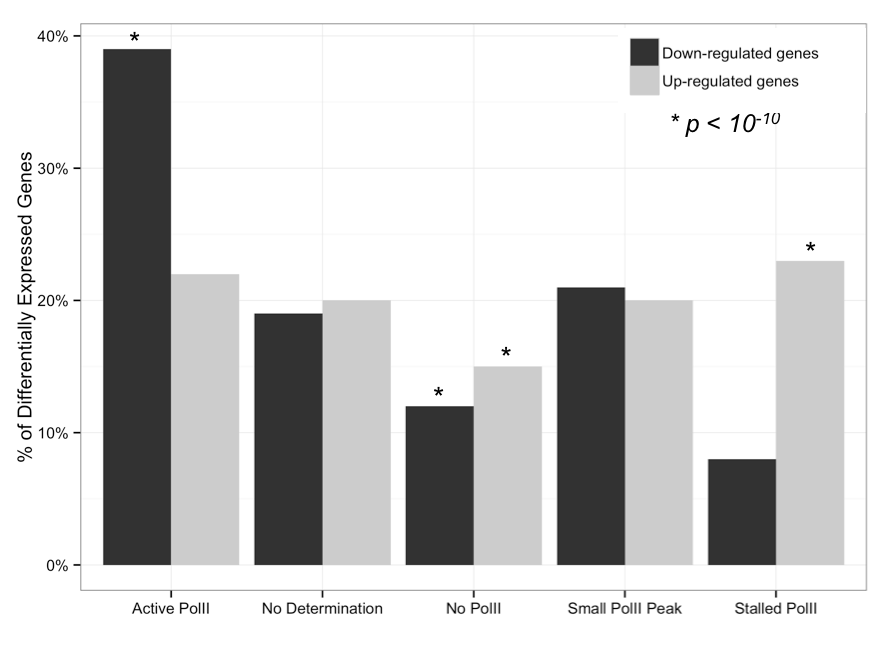 % of Differentially Expressed Genes
40%
30%
20%
10%
0%
*
*
*
*
Down-regulated genes
Up-regulated genes
* p < 10-10
Active PolII
No Determination
No PolII
Small PolII Peak
Stalled PolII